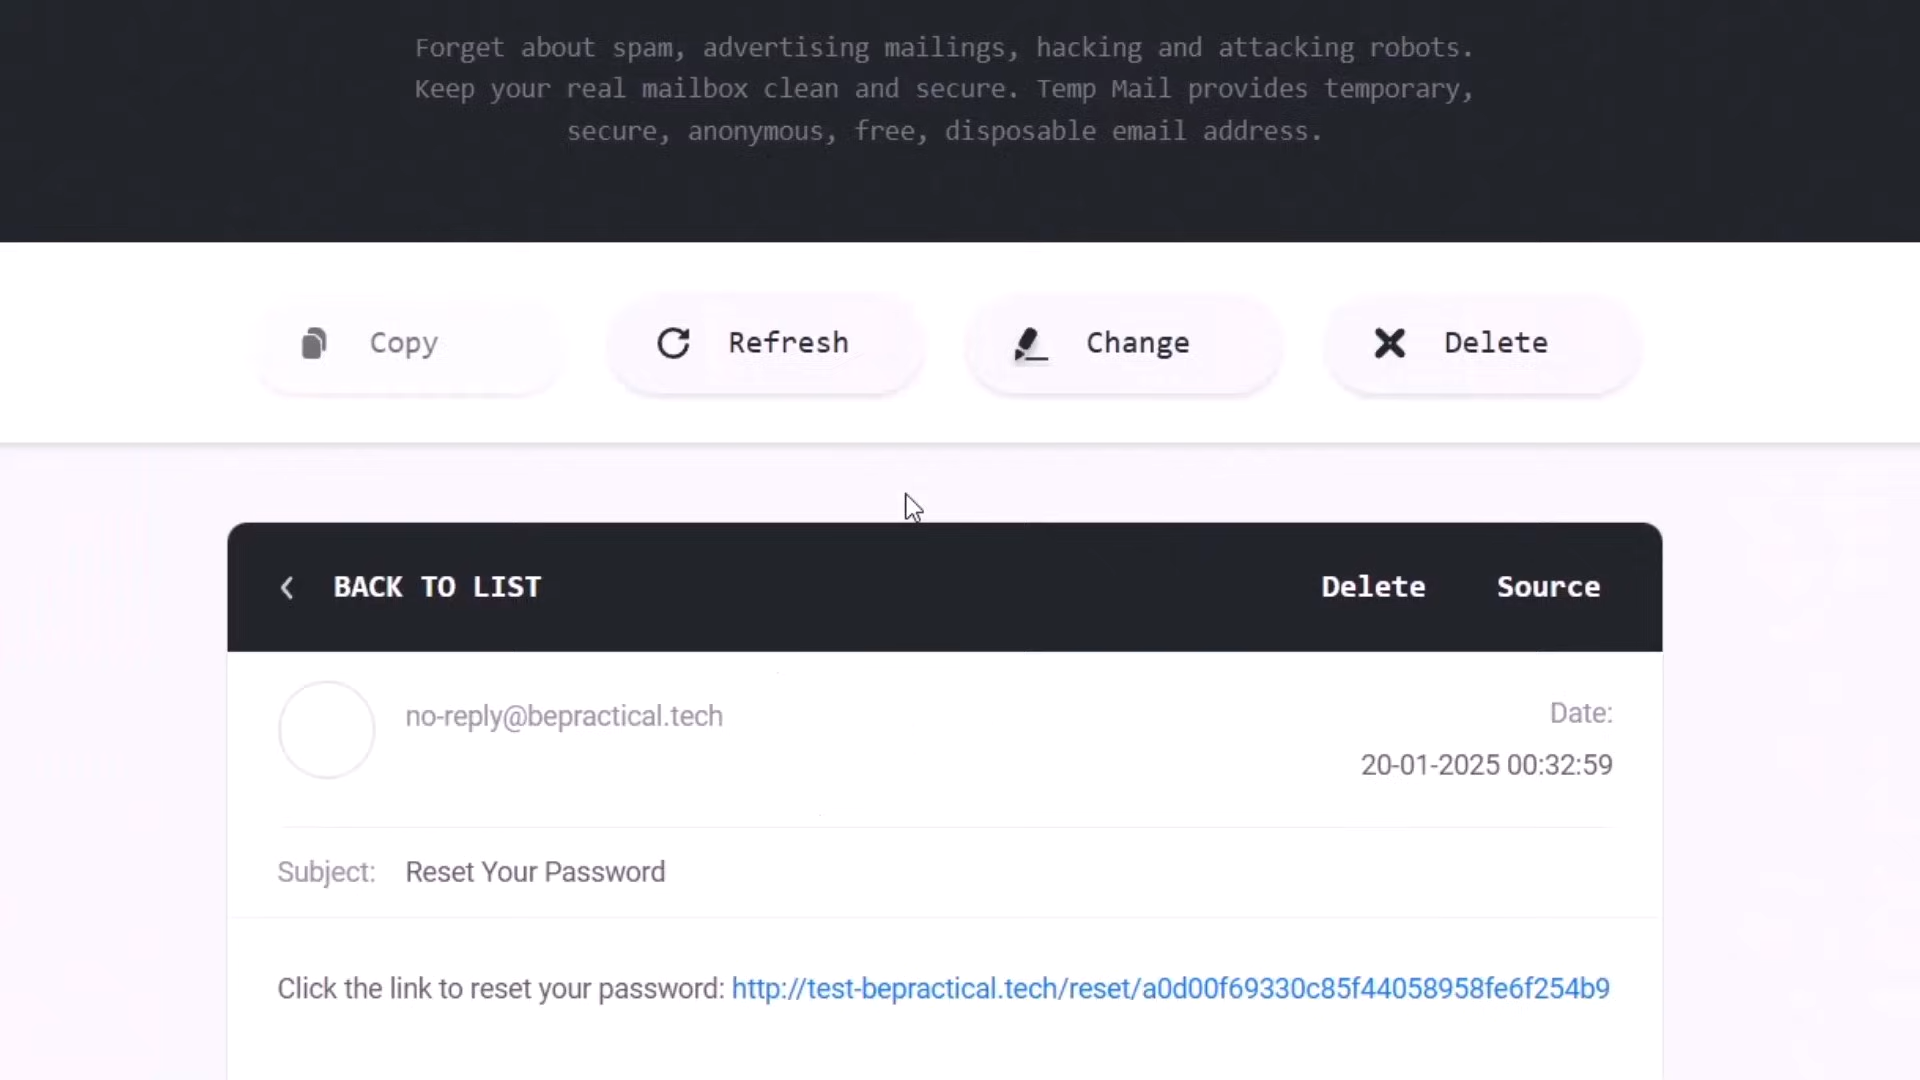 Forget about spam, advertising mailings, hacking and attacking robots.
Keep your real mailbox clean and secure. Temp Mail provides temporary,
secure, anonymous, free, disposable email address.
Copy Refresh Change Delete
BACK TO LIST Delete Source
no-reply@bepractical.tech Date:
20-01-2025 00:32:59
Subject: Reset Your Password
Click the link to reset your password: http://test-bepractical.tech/reset/a0d00f69330c85f44058958fe6f254b9